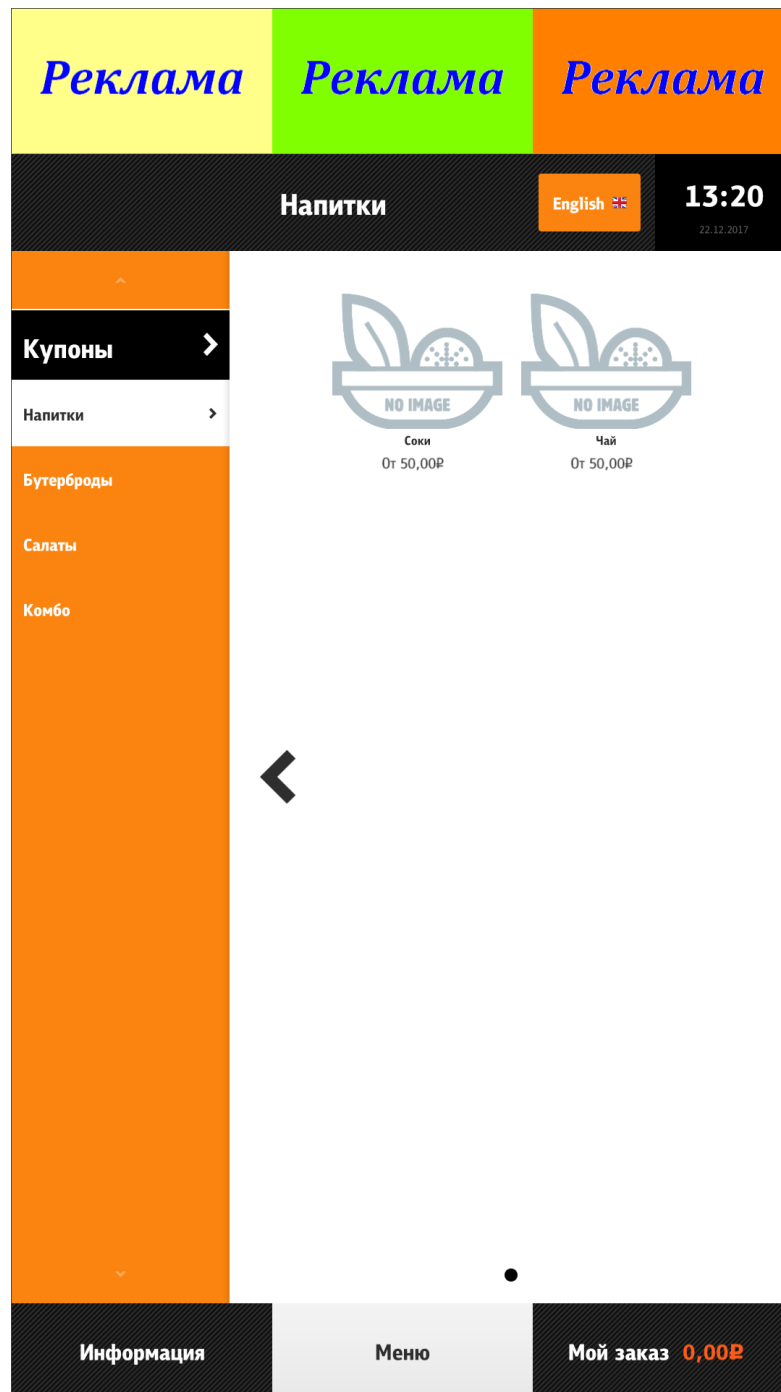 Реклама Реклама Реклама
Напитки
English
13:20
22.12.2017
Купоны
Напитки
Бутерброды
Салаты
Комбо
NO IMAGE NO IMAGE
Соки Чай
От 50,00₽ От 50,00₽
Информация Меню Мой заказ 0,00₽